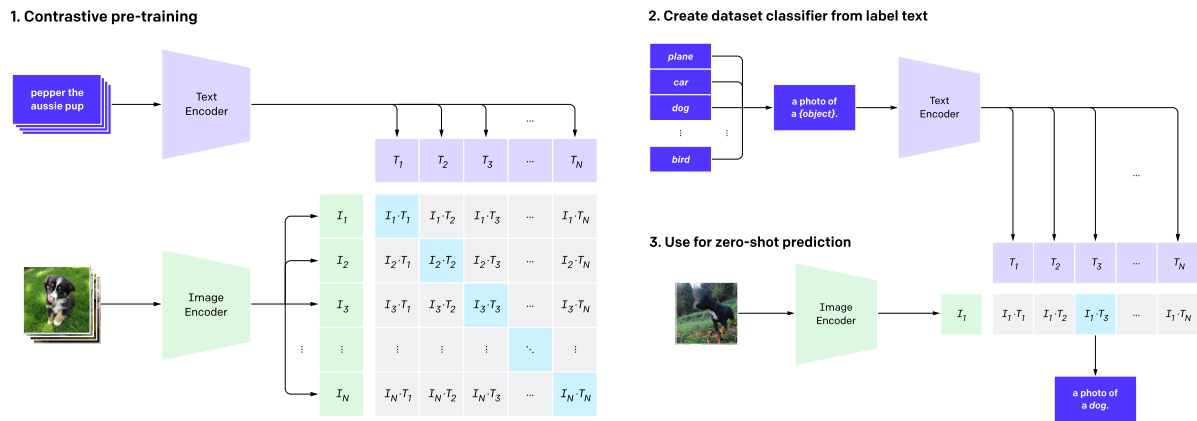 1. Contrastive pre-training
pepper the
aussie pup
Text
Encoder
...
T1 T2 T3 ... TN
I1 I1·T1 I1·T2 I1·T3 ... I1·TN
I2 I2·T1 I2·T2 I2·T3 ... I2·TN
I3 I3·T1 I3·T2 I3·T3 ... I3·TN
⋮ ⋮ ⋮ ⋮ ⋮ ⋱ ⋮
IN IN·T1 IN·T2 IN·T3 ... IN·TN
Image
Encoder
2. Create dataset classifier from label text
plane
car
dog
⋮ ⋮
bird
a photo of
a {object}.
Text
Encoder
...
3. Use for zero-shot prediction
Image
Encoder
T1 T2 T3 ... TN
I1 I1·T1 I1·T2 I1·T3 ... I1·TN
a photo of
a dog.